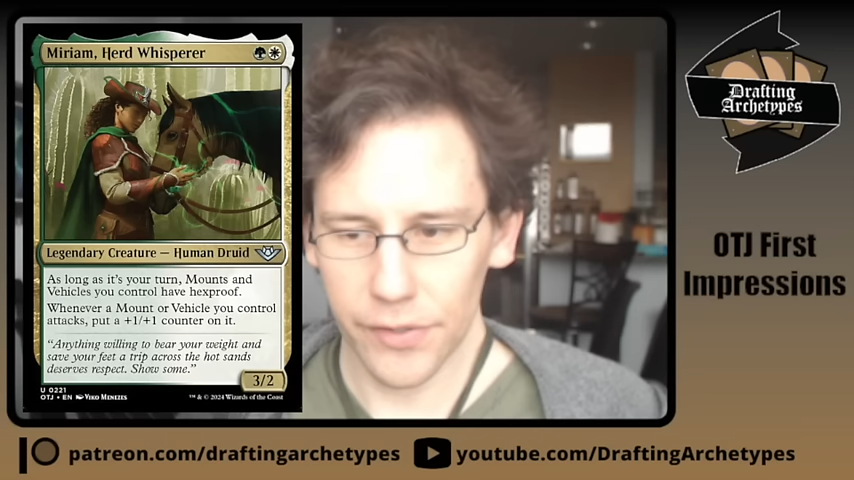 Miriam, Herd Whisperer
Legendary Creature — Human Druid
As long as it's your turn, Mounts and
Vehicles you control have hexproof.
Whenever a Mount or Vehicle you control
attacks, put a +1/+1 counter on it.
"Anything willing to bear your weight and
save your feet a trip across the hot sands
deserves respect. Show some."
3/2
U 0221
OTJ • EN Viko Menezes
™ & © 2024 Wizards of the Coast
Drafting
Archetypes
OTJ First
Impressions
patreon.com/draftingarchetypes
youtube.com/DraftingArchetypes